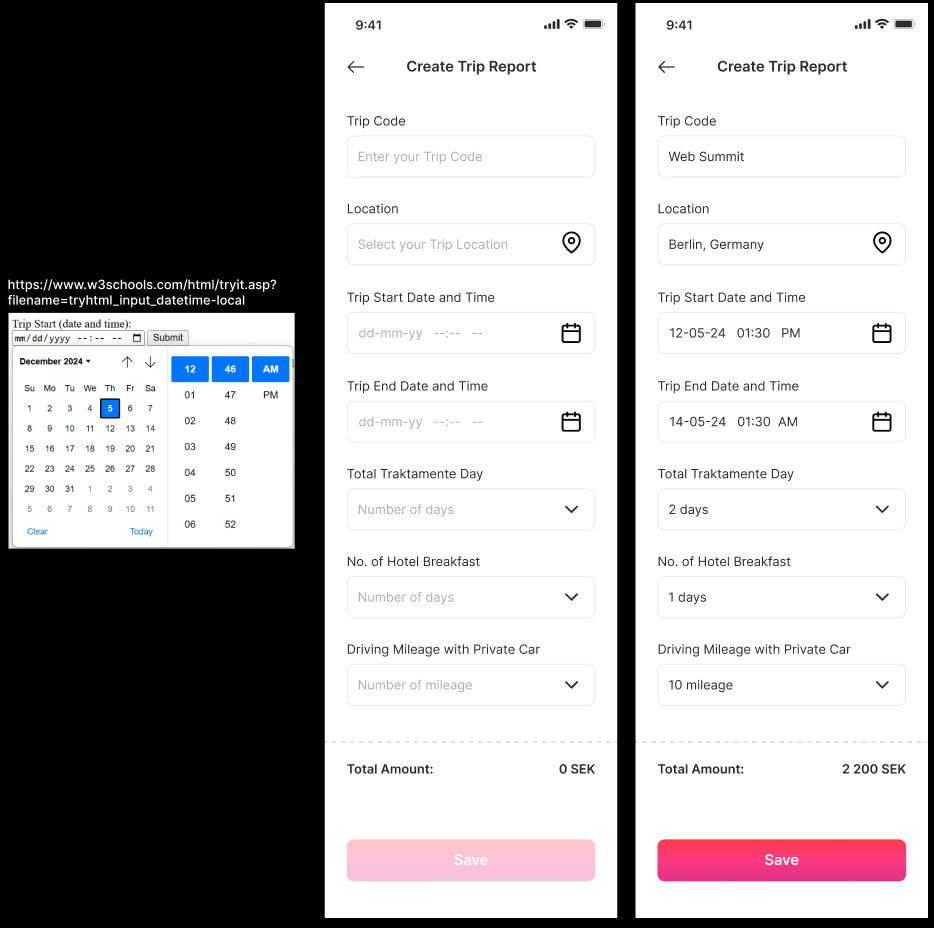 https://www.w3schools.com/html/tryit.asp?
filename=tryhtml_input_datetime-local
Trip Start (date and time):
mm/dd/yyyy --:-- -- Submit
December 2024
Su Mo Tu We Th Fr Sa
1 2 3 4 5 6 7
8 9 10 11 12 13 14
15 16 17 18 19 20 21
22 23 24 25 26 27 28
29 30 31 1 2 3 4
5 6 7 8 9 10 11
Clear Today
12 46 AM
01 47 PM
02 48
03 49
04 50
05 51
06 52
9:41
Create Trip Report
Trip Code
Enter your Trip Code
Location
Select your Trip Location
Trip Start Date and Time
dd-mm-yy --:-- --
Trip End Date and Time
dd-mm-yy --:-- --
Total Traktamente Day
Number of days
No. of Hotel Breakfast
Number of days
Driving Mileage with Private Car
Number of mileage
Total Amount: 0 SEK
Save
9:41
Create Trip Report
Trip Code
Web Summit
Location
Berlin, Germany
Trip Start Date and Time
12-05-24 01:30 PM
Trip End Date and Time
14-05-24 01:30 AM
Total Traktamente Day
2 days
No. of Hotel Breakfast
1 days
Driving Mileage with Private Car
10 mileage
Total Amount: 2 200 SEK
Save